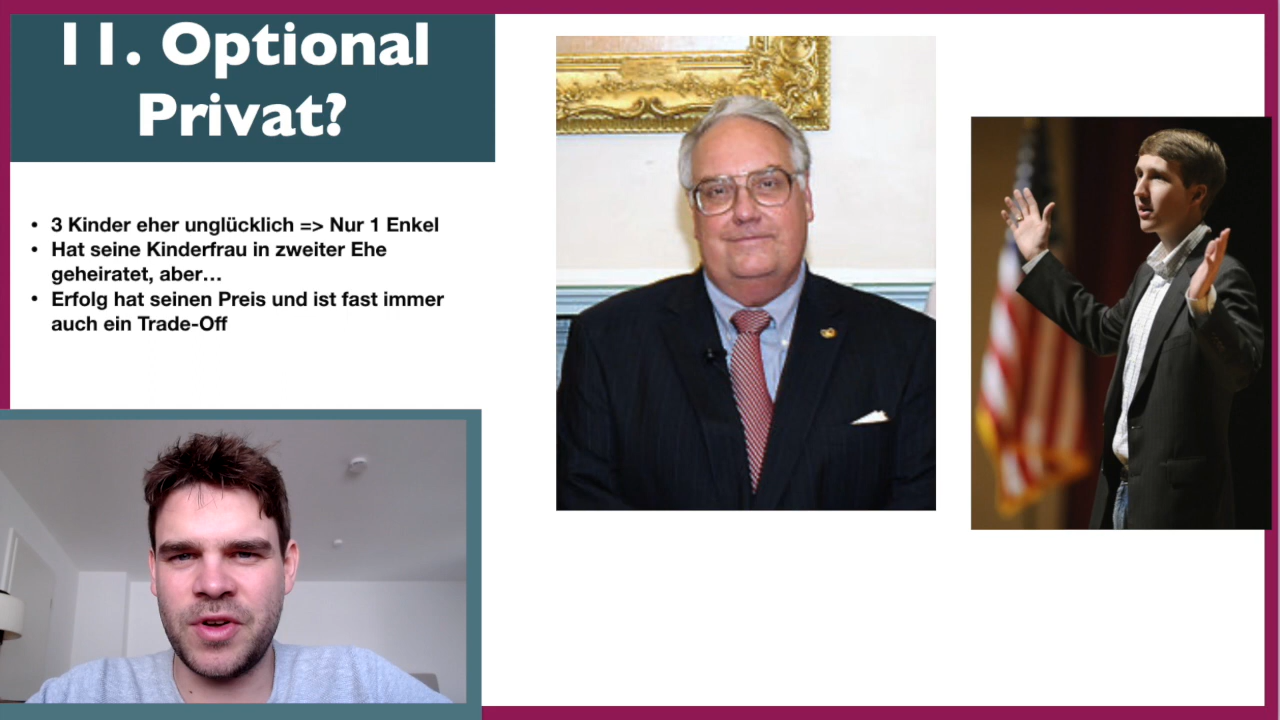 11. Optional
Privat?
• 3 Kinder eher unglücklich => Nur 1 Enkel
• Hat seine Kinderfrau in zweiter Ehe
geheiratet, aber…
• Erfolg hat seinen Preis und ist fast immer
auch ein Trade-Off